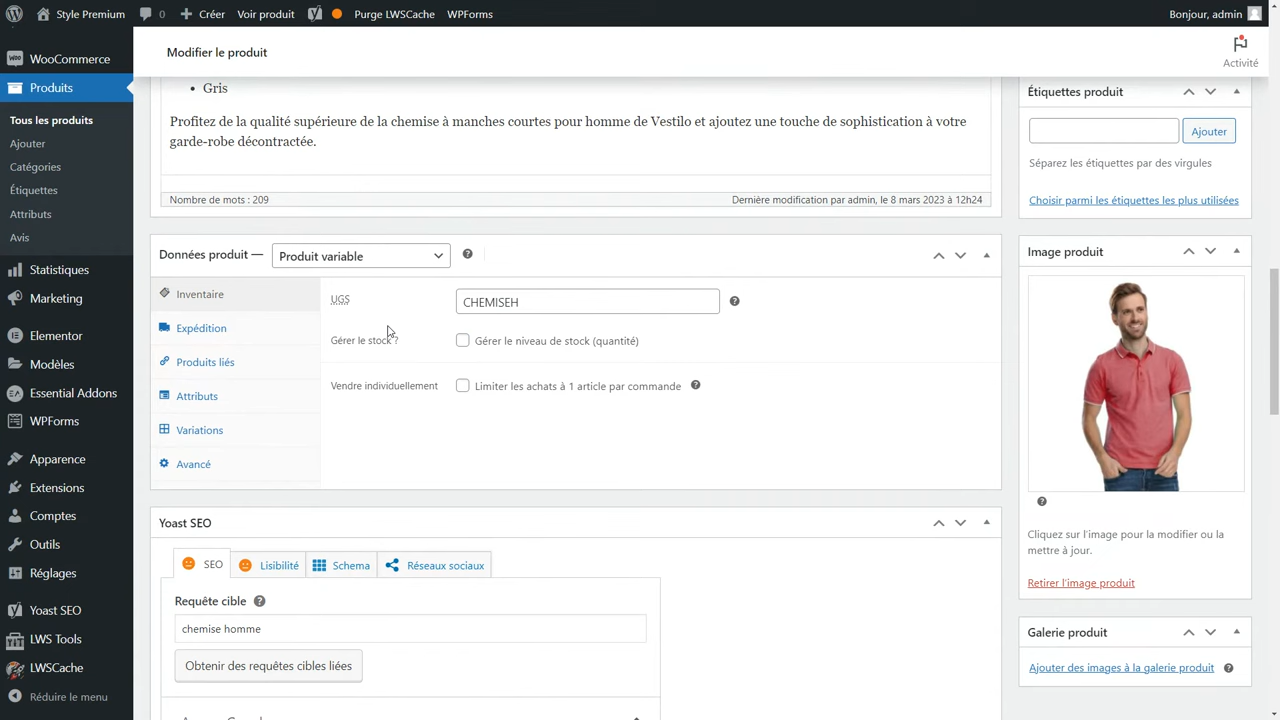 Style Premium
0
Créer
Voir produit
Purge LWSCache
WPForms
Bonjour, admin
WooCommerce
Produits
Tous les produits
Ajouter
Catégories
Étiquettes
Attributs
Avis
Statistiques
Marketing
Elementor
Modèles
Essential Addons
WPForms
Apparence
Extensions
Comptes
Outils
Réglages
Yoast SEO
LWS Tools
LWSCache
Réduire le menu
Modifier le produit
Activité
• Gris
Profitez de la qualité supérieure de la chemise à manches courtes pour homme de Vestilo et ajoutez une touche de sophistication à votre
garde-robe décontractée.
Nombre de mots : 209
Dernière modification par admin, le 8 mars 2023 à 12h24
Données produit —
Produit variable
Inventaire
Expédition
Produits liés
Attributs
Variations
Avancé
UGS
CHEMISEH
Gérer le stock ?
Gérer le niveau de stock (quantité)
Vendre individuellement
Limiter les achats à 1 article par commande
Yoast SEO
SEO
Lisibilité
Schema
Réseaux sociaux
Requête cible
chemise homme
Obtenir des requêtes cibles liées
Étiquettes produit
Ajouter
Séparez les étiquettes par des virgules
Choisir parmi les étiquettes les plus utilisées
Image produit
Cliquez sur l'image pour la modifier ou la
mettre à jour.
Retirer l'image produit
Galerie produit
Ajouter des images à la galerie produit